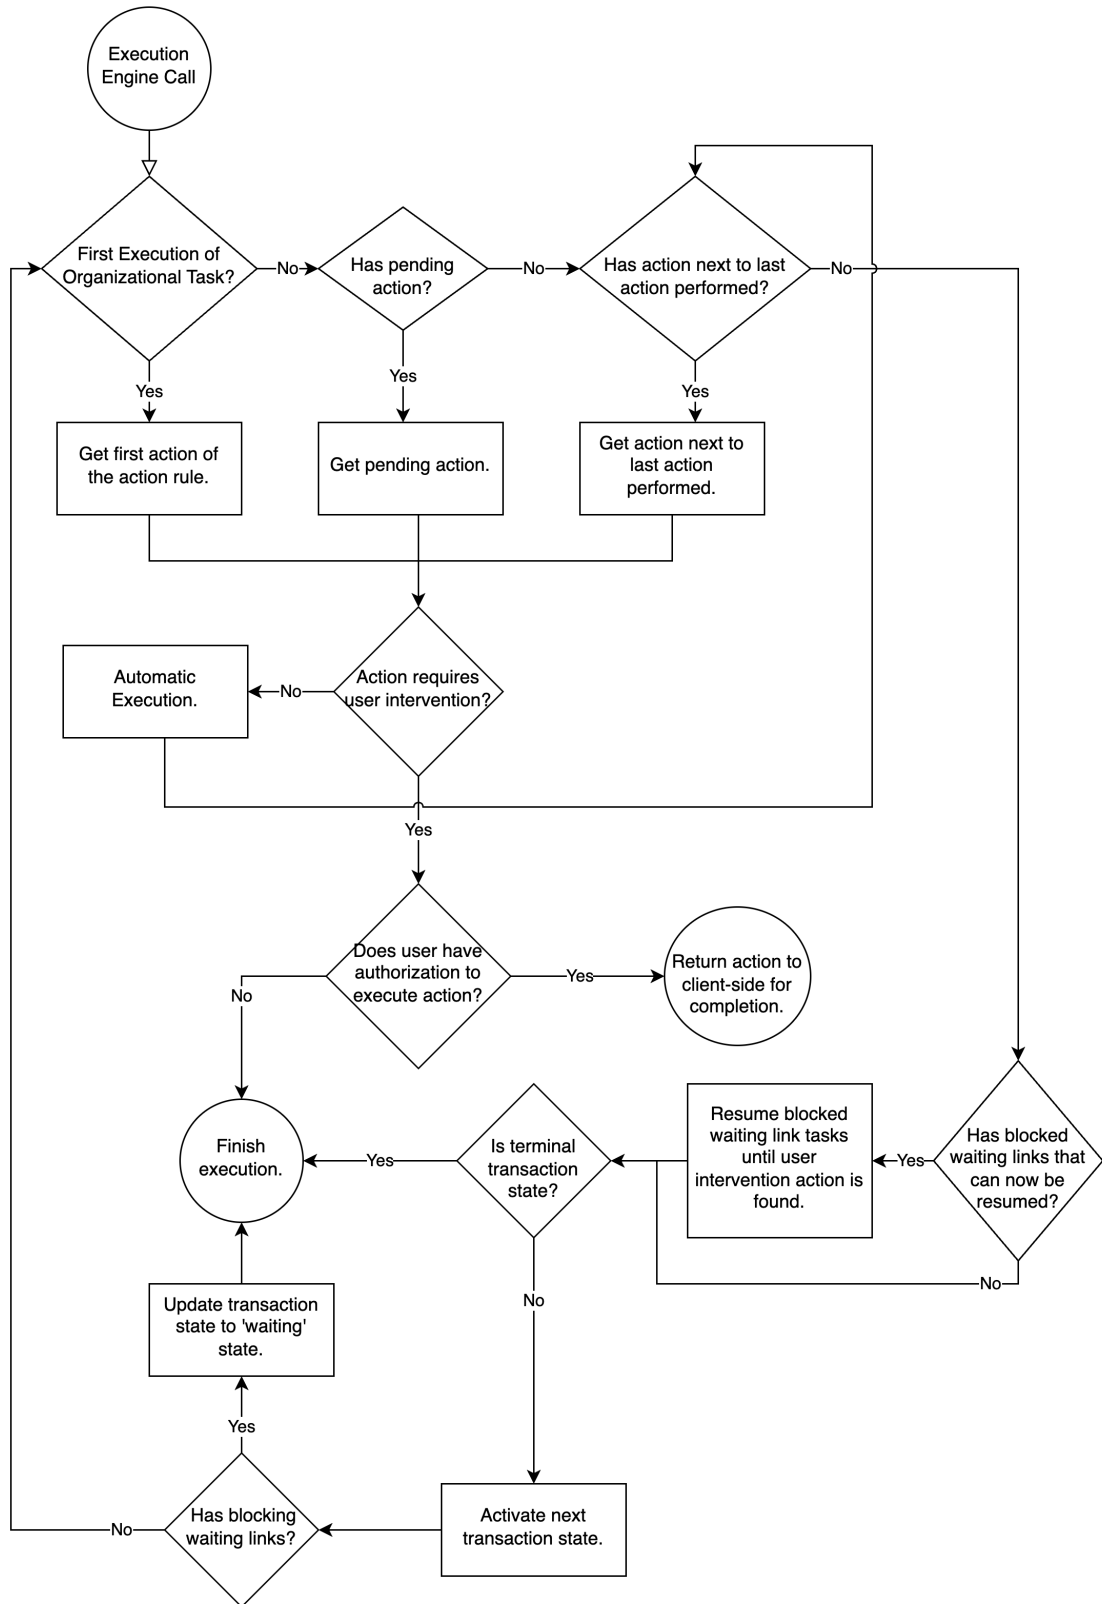 Execution
Engine Call
First Execution of
Organizational Task?
No
Has pending
action?
No
Has action next to last
action performed?
No
Yes
Yes
Yes
Get first action of
the action rule.
Get pending action.
Get action next to
last action
performed.
Automatic
Execution.
No
Action requires
user intervention?
Yes
Does user have
authorization to
execute action?
Yes
Return action to
client-side for
completion.
No
Finish
execution.
Yes
Is terminal
transaction
state?
Resume blocked
waiting link tasks
until user
intervention action is
found.
Yes
Has blocked
waiting links that
can now be
resumed?
No
No
Update transaction
state to 'waiting'
state.
Yes
No
Has blocking
waiting links?
Activate next
transaction state.